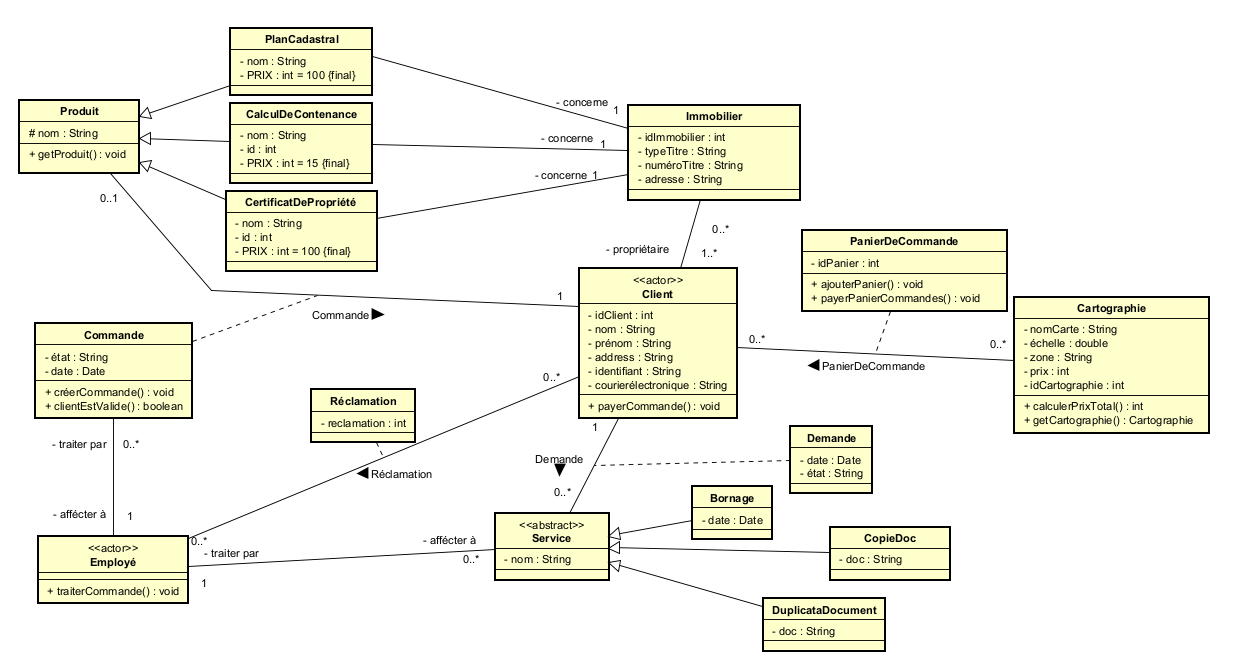 PlanCadastral
- nom : String
- PRIX : int = 100 {final}
Produit
# nom : String
+ getProduit() : void
CalculDeContenance
- nom : String
- id : int
- PRIX : int = 15 {final}
CertificatDePropriété
- nom : String
- id : int
- PRIX : int = 100 {final}
- concerne
1
- concerne
1
- concerne
1
Immobilier
- idImmobilier : int
- typeTitre : String
- numéroTitre : String
- adresse : String
0..*
- propriétaire
1..*
0..1
1
Commande ▶
PanierDeCommande
- idPanier : int
+ ajouterPanier() : void
+ payerPanierCommandes() : void
<<actor>>
Client
- idClient : int
- nom : String
- prénom : String
- address : String
- identifiant : String
- courierélectronique : String
+ payerCommande() : void
Cartographie
- nomCarte : String
- échelle : double
- zone : String
- prix : int
- idCartographie : int
+ calculerPrixTotal() : int
+ getCartographie() : Cartographie
0..*
0..*
◀ PanierDeCommande
Commande
- état : String
- date : Date
+ créerCommande() : void
+ clientEstValide() : boolean
Réclamation
- reclamation : int
0..*
◀ Réclamation
0..*
- traiter par
0..*
- affécter à
1
1
Demande
▼
0..*
Demande
- date : Date
- état : String
Bornage
- date : Date
<<abstract>>
Service
- nom : String
CopieDoc
- doc : String
DuplicataDocument
- doc : String
<<actor>>
Employé
+ traiterCommande() : void
- traiter par
1
- affécter à
0..*